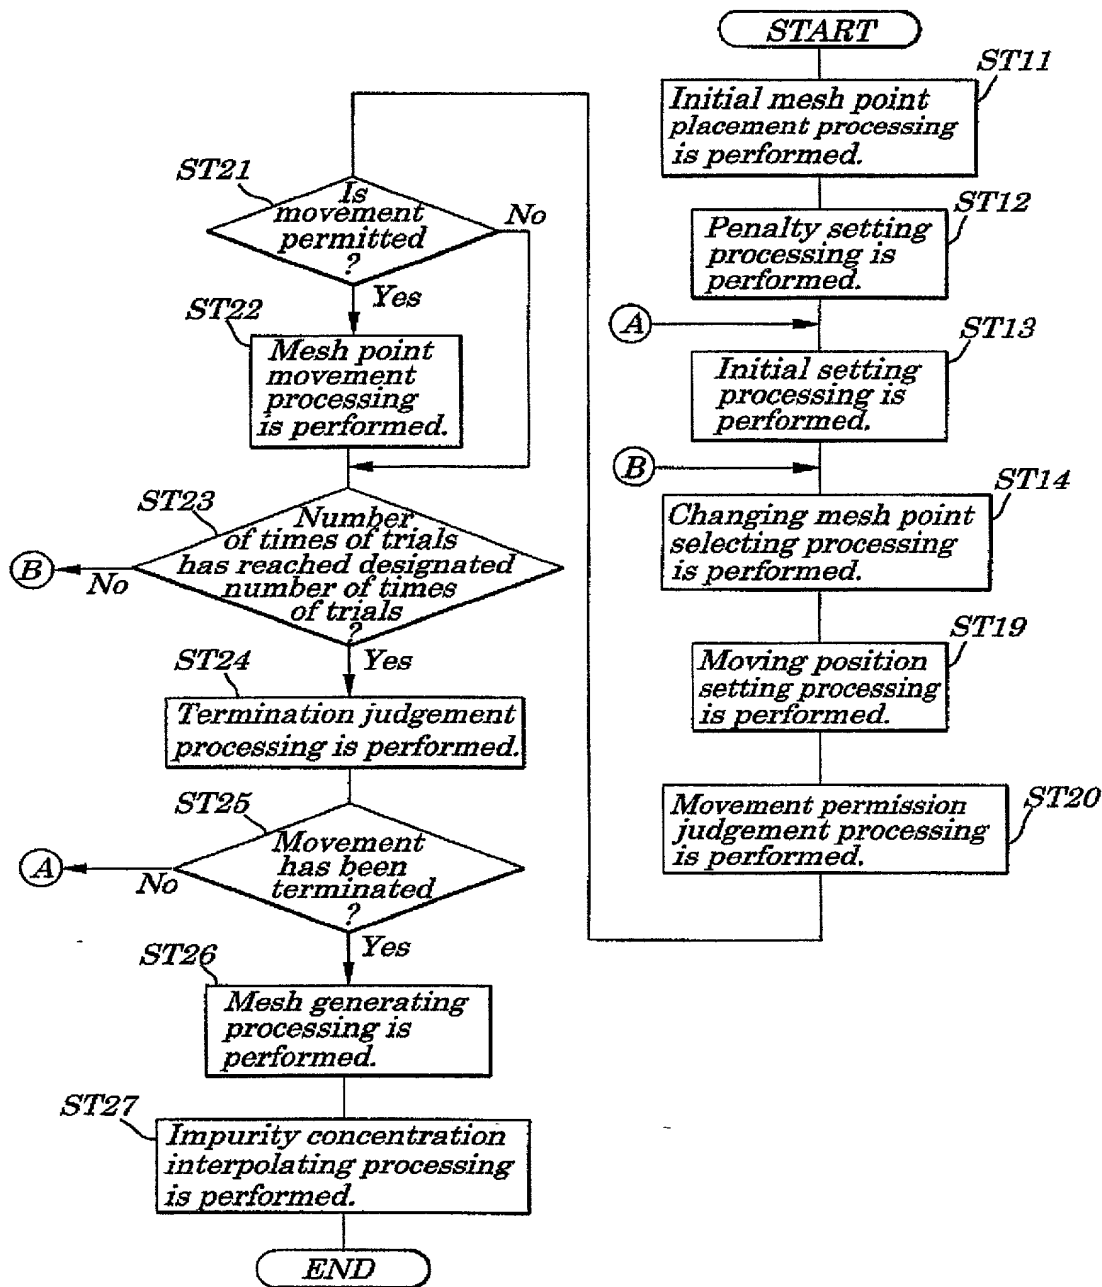 START
ST11
Initial mesh point
placement processing
is performed.
ST12
Penalty setting
processing is
performed.
A
ST13
Initial setting
processing is
performed.
B
ST14
Changing mesh point
selecting processing
is performed.
ST19
Moving position
setting processing
is performed.
ST20
Movement permission
judgement processing
is performed.
ST21
Is
movement
permitted
?
No
Yes
ST22
Mesh point
movement
processing
is performed.
ST23
Number
of times of trials
has reached designated
number of times
of trials
?
B
No
Yes
ST24
Termination judgement
processing is performed.
ST25
Movement
has been
terminated
?
A
No
Yes
ST26
Mesh generating
processing is
performed.
ST27
Impurity concentration
interpolating processing
is performed.
END